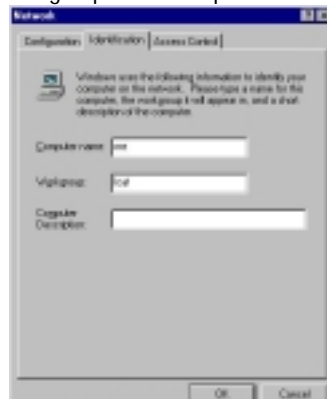 Network
Configuration Identification Access Control
Windows uses the following information to identify your
computer on the network. Please type a name for this
computer, the workgroup it will appear in, and a short
description of the computer.
Computer name:
Workgroup: local
Computer
Description:
OK Cancel